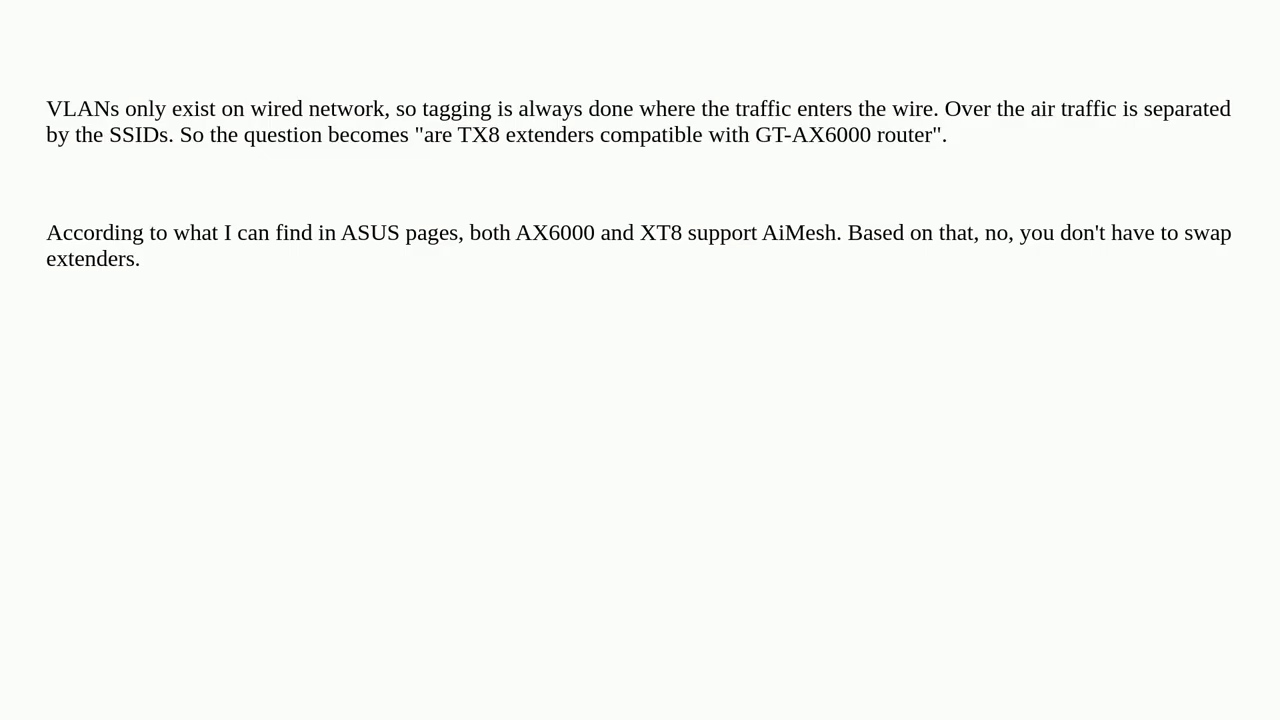 VLANs only exist on wired network, so tagging is always done where the traffic enters the wire. Over the air traffic is separated
by the SSIDs. So the question becomes "are TX8 extenders compatible with GT-AX6000 router".
According to what I can find in ASUS pages, both AX6000 and XT8 support AiMesh. Based on that, no, you don't have to swap
extenders.